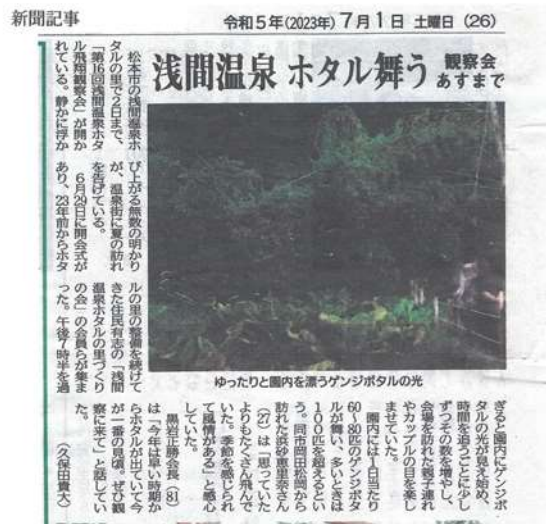 新聞記事
令和5年(2023年)7月1日 土曜日 (26)
浅間温泉 ホタル舞う
観察会
あすまで
松本市の浅間温泉ホ
タルの里で2日まで、
「第16回浅間温泉ホタ
ル飛翔観察会」が開か
れている。静かに浮か
び上がる無数の明かり
が、温泉街に夏の訪れ
を告げている。
6月29日に開会式が
あり、23年前からホタ
ルの里の整備を続けて
きた住民有志の「浅間
温泉ホタルの里づくり
の会」の会員らが集ま
った。午後7時半を過
ゆったりと園内を漂うゲンジボタルの光
ぎると園内にゲンジボ
タルの光が見え始め、
時間を追うごとに少し
ずつその数を増やし、
会場を訪れた親子連れ
やカップルの目を楽し
ませていた。
園内には1日当たり
60〜80匹のゲンジボタ
ルが舞い、多いときは
100匹を超えるとい
う。同市岡田松岡から
訪れた浜砂恵里奈さん
(27)は「思っていた
よりもたくさん飛んで
いた。季節を感じられ
て風情がある」と感心
していた。
黒岩正勝会長(81)
は「今年は早い時期か
らホタルが出ていて今
が一番の見頃。ぜひ観
察に来て」と話してい
た。
(久保田貴大)